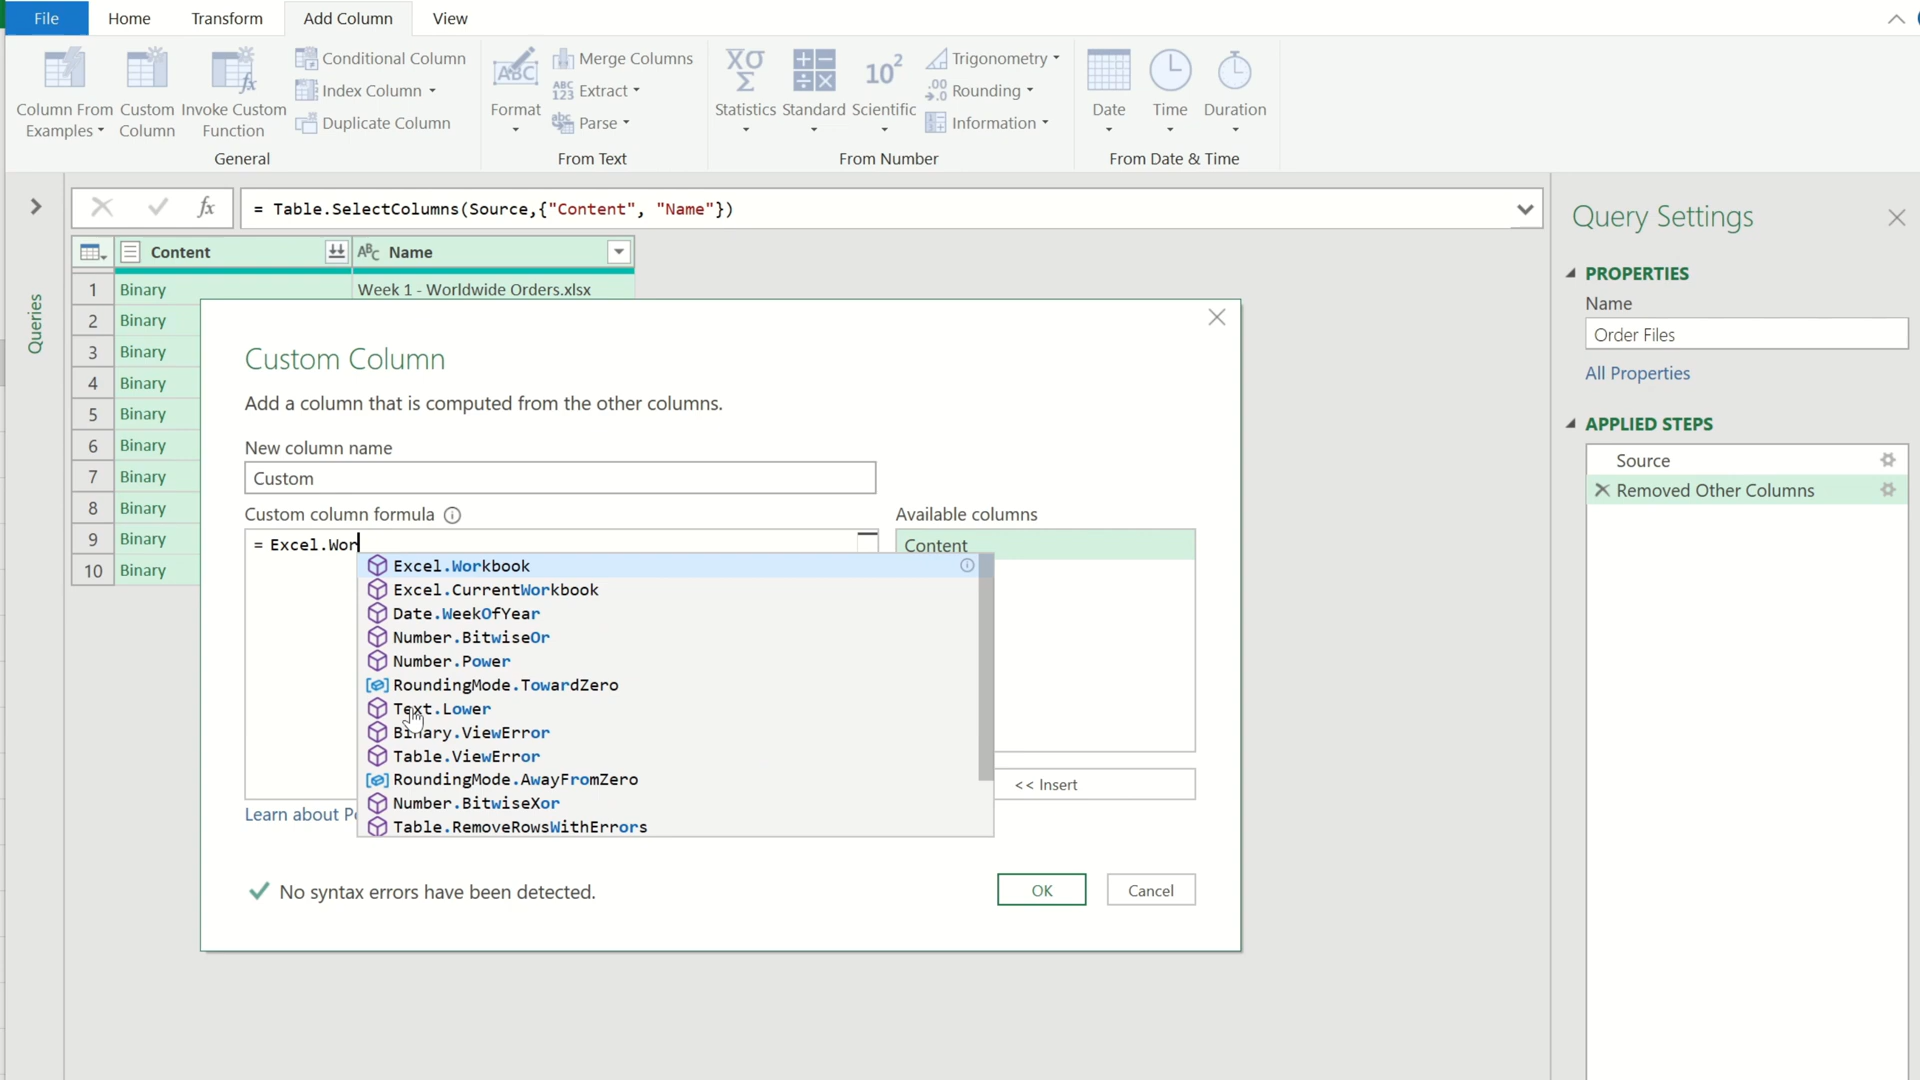 File Home Transform Add Column View
Column From Examples
Custom Column
Invoke Custom Function
Conditional Column
Index Column
Duplicate Column
General
Format
Merge Columns
ABC 123 Extract
abc Parse
From Text
Statistics
Standard
10² Scientific
Trigonometry
Rounding
Information
From Number
Date
Time
Duration
From Date & Time
fx = Table.SelectColumns(Source,{"Content", "Name"})
Content ABC Name
1 Binary Week 1 - Worldwide Orders.xlsx
2 Binary
3 Binary
4 Binary
5 Binary
6 Binary
7 Binary
8 Binary
9 Binary
10 Binary
Queries
Custom Column
Add a column that is computed from the other columns.
New column name
Custom
Custom column formula
= Excel.Wor
Excel.Workbook
Excel.CurrentWorkbook
Date.WeekOfYear
Number.BitwiseOr
Number.Power
RoundingMode.TowardZero
Text.Lower
Binary.ViewError
Table.ViewError
RoundingMode.AwayFromZero
Number.BitwiseXor
Table.RemoveRowsWithErrors
Available columns
Content
<< Insert
Learn about
No syntax errors have been detected.
OK
Cancel
Query Settings
PROPERTIES
Name
Order Files
All Properties
APPLIED STEPS
Source
Removed Other Columns